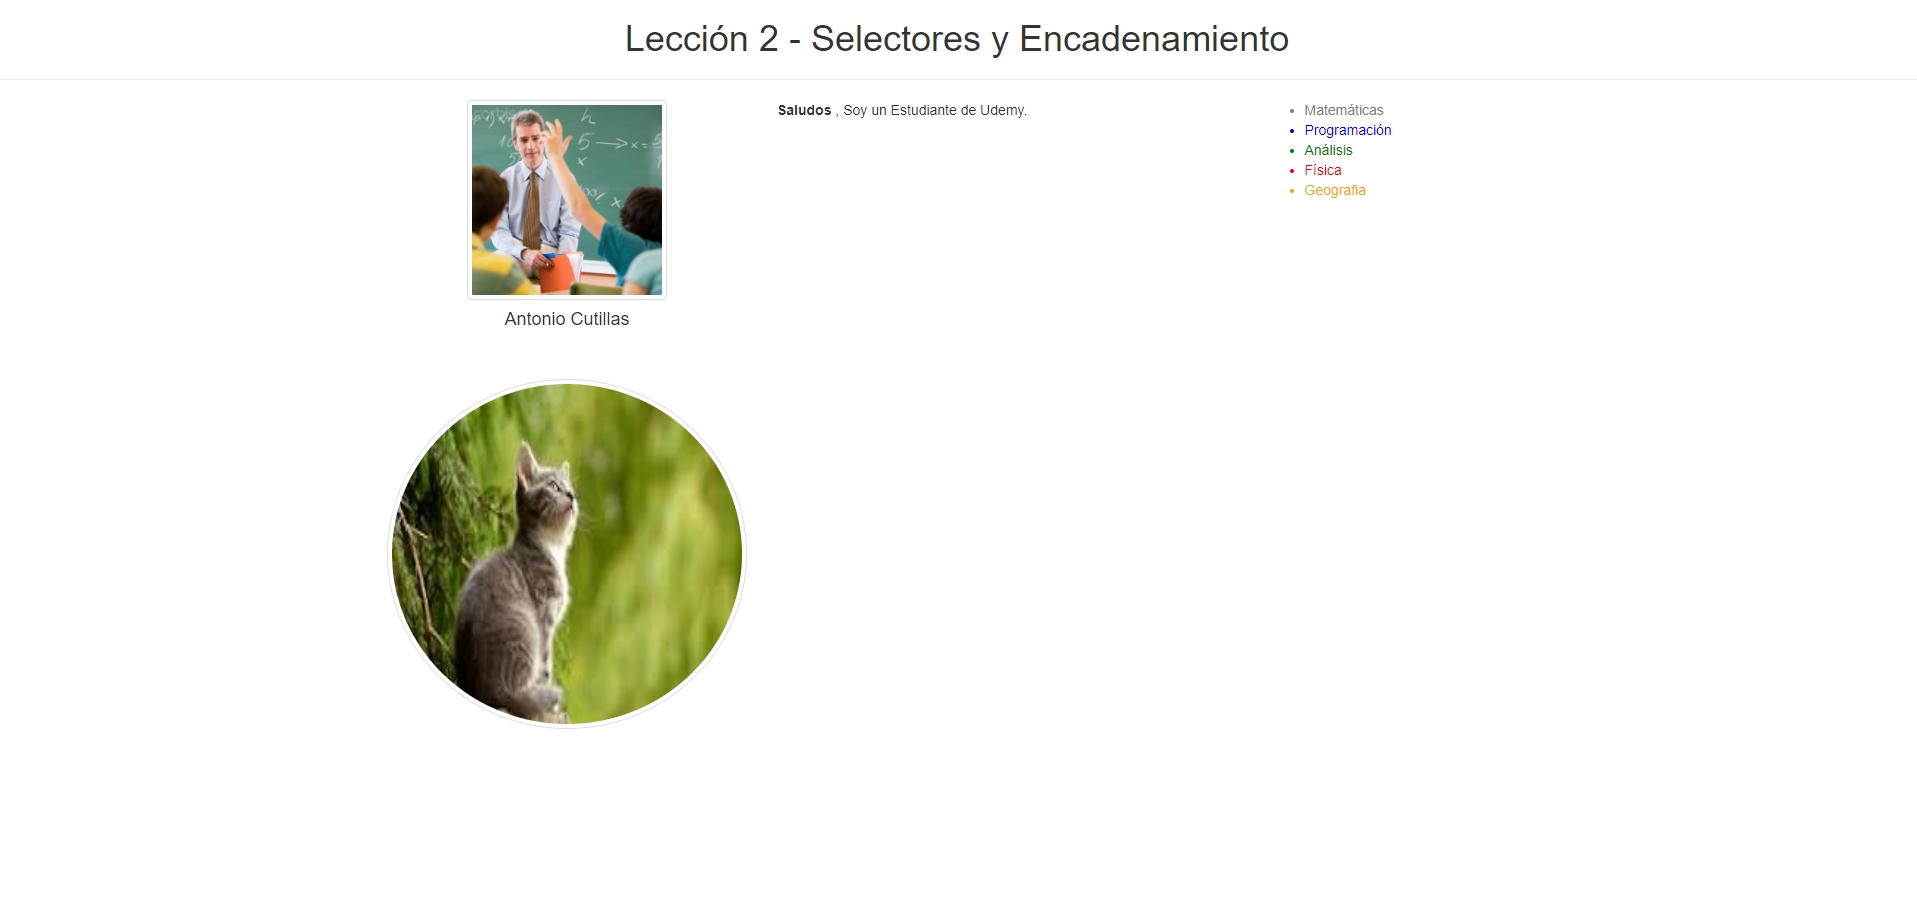 Lección 2 - Selectores y Encadenamiento
Antonio Cutillas
Saludos , Soy un Estudiante de Udemy.
Matemáticas
Programación
Análisis
Física
Geografia